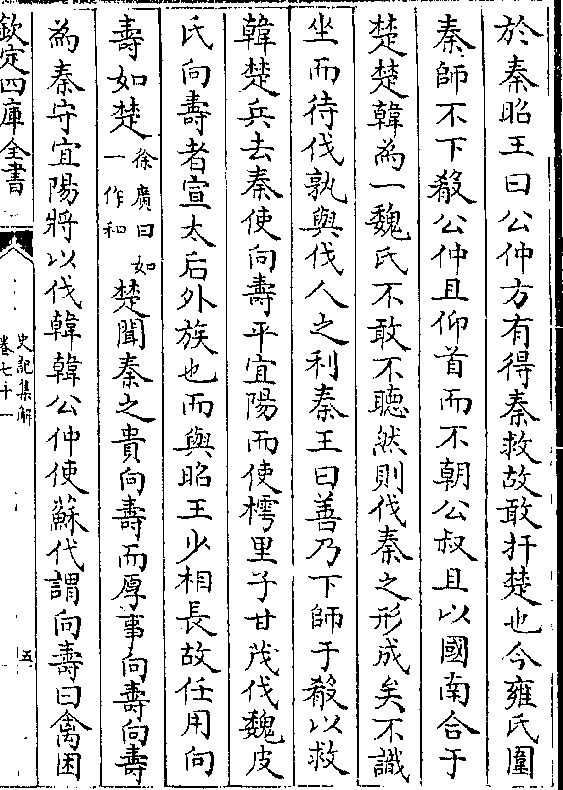 於秦昭王曰公仲方有得秦救故敢扞楚也今雍氏圍
秦師不下殽公仲且仰首而不朝公叔且以國南合于
楚楚韓為一魏氏不敢不聽然則伐秦之形成矣不識
坐而待伐孰與伐人之利秦王曰善乃下師于殽以救
韓楚兵去秦使向壽平宜陽而使樗里子甘茂伐魏皮
氏向壽者宣太后外族也而與昭王少相長故任用向
壽如楚徐廣曰如一作和楚聞秦之貴向壽而厚事向壽向壽
為秦守宜陽將以伐韓韓公仲使蘇代謂向壽曰禽困
欽定四庫全書
史記集解
卷七十一
五